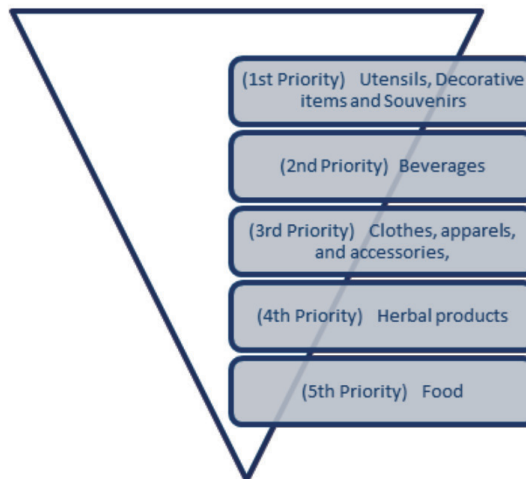 (1st Priority) Utensils, Decorative
items and Souvenirs
(2nd Priority) Beverages
(3rd Priority) Clothes, apparels,
and accessories,
(4th Priority) Herbal products
(5th Priority) Food